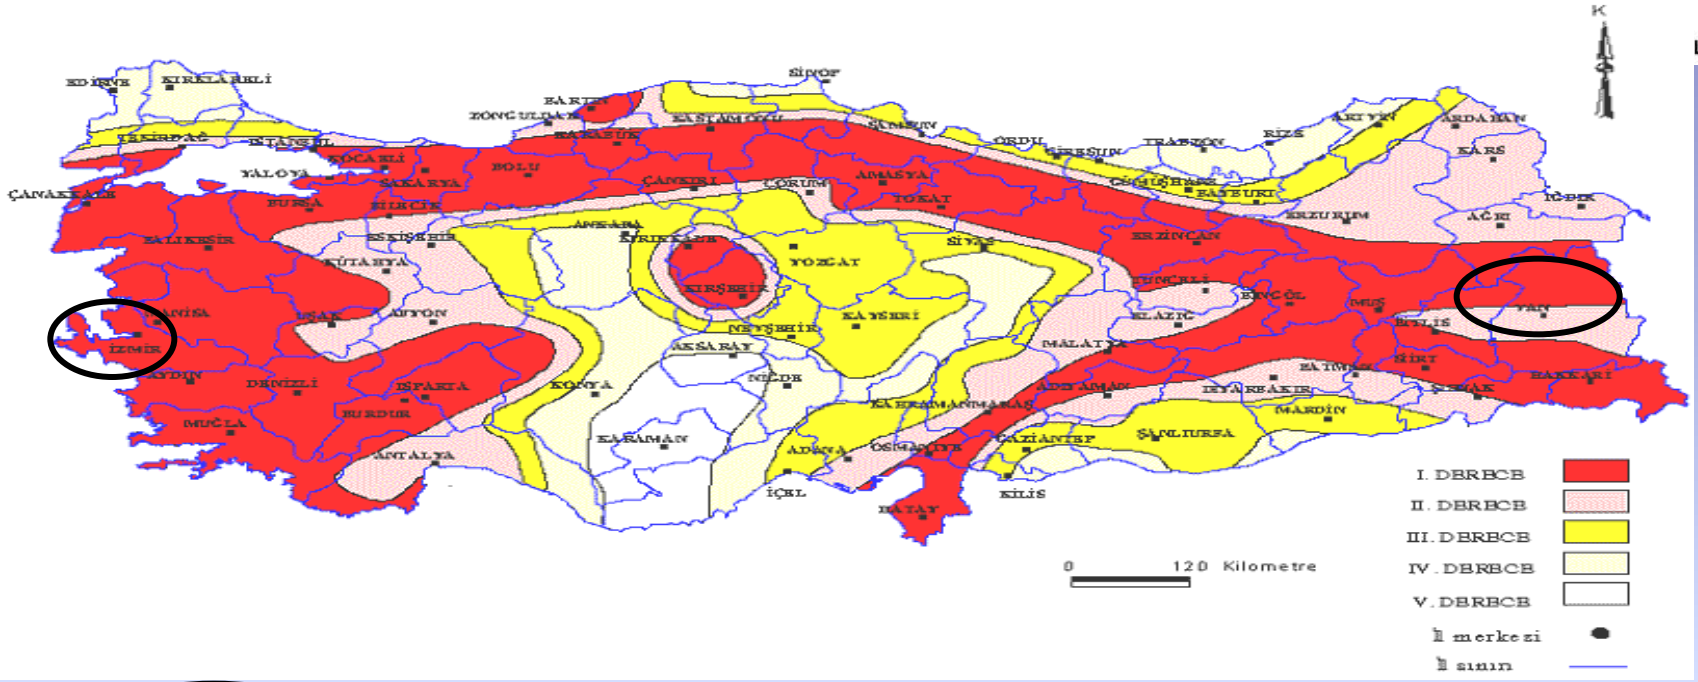 K
EDİRNE
KIRKLARELİ
TEKİRDAĞ
İSTANBUL
KOCAELİ
YALOVA
SAKARYA
ÇANAKKALE
BURSA
BİLECİK
BOLU
ZONGULDAK
BARTIN
KARABÜK
KASTAMONU
SİNOP
SAMSUN
ÇANKIRI
ÇORUM
AMASYA
TOKAT
ORDU
GİRESUN
TRABZON
RİZE
ARTVİN
ARDAHAN
KARS
GÜMÜŞHANE
BAYBURT
ERZURUM
AĞRI
IĞDIR
BALIKESİR
ESKİŞEHİR
KÜTAHYA
ANKARA
KIRIKKALE
YOZGAT
SİVAS
ERZİNCAN
TUNCELİ
BİNGÖL
MUŞ
VAN
BİTLİS
MANİSA
İZMİR
UŞAK
AFYON
KIRŞEHİR
NEVŞEHİR
KAYSERİ
AKSARAY
NİĞDE
ELAZIĞ
MALATYA
SİİRT
BATMAN
HAKKARİ
ŞIRNAK
AYDIN
DENİZLİ
ISPARTA
BURDUR
KONYA
KAHRAMANMARAŞ
ADIYAMAN
DİYARBAKIR
MARDİN
MUĞLA
ANTALYA
KARAMAN
ADANA
OSMANİYE
GAZİANTEP
ŞANLIURFA
İÇEL
KİLİS
HATAY
0 120 Kilometre
I. DERECE
II. DERECE
III. DERECE
IV. DERECE
V. DERECE
İl merkezi
İl sınırı